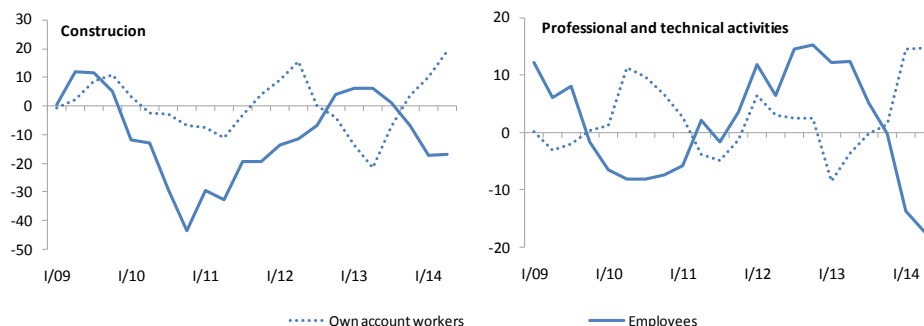 Construcion
30
20
10
0
-10
-20
-30
-40
-50
I/09 I/10 I/11 I/12 I/13 I/14
Professional and technical activities
20
10
0
-10
-20
I/09 I/10 I/11 I/12 I/13 I/14
Own account workers Employees